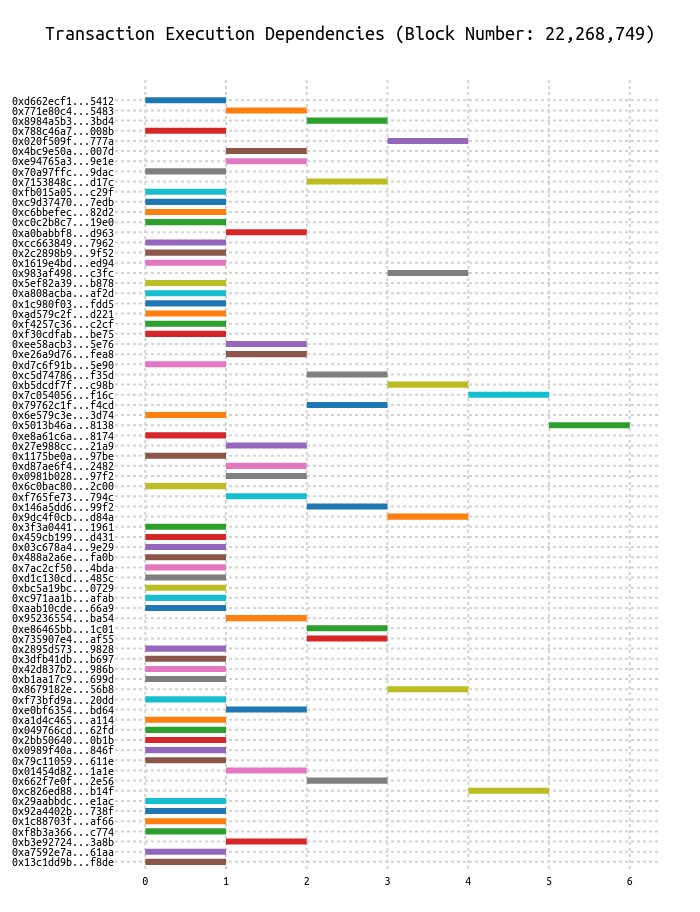 Transaction Execution Dependencies (Block Number: 22,268,749)
0xd662ecf1...5412
0x771e80c4...5483
0x8984a5b3...3bd4
0x788c46a7...008b
0x020f509f...777a
0x4bc9e50a...007d
0xe94765a3...9e1e
0x70a97ffc...9dac
0x7153848c...d17c
0xfb015a05...c29f
0xc9d37470...7edb
0xc6bbefec...82d2
0xc0c2b8c7...19e0
0xa0babbf8...d963
0xcc663849...7962
0x2c2898b9...9f52
0x1619e4bd...ed94
0x983af498...c3fc
0x5ef82a39...b878
0xa808acba...af2d
0x1c980f03...fdd5
0xad579c2f...d221
0xf4257c36...c2cf
0xf30cdfab...be75
0xee58acb3...5e76
0xe26a9d76...fea8
0xd7c6f91b...5e90
0xc5d74786...f35d
0xb5dcdf7f...c98b
0x7c054056...f16c
0x79762c1f...f4cd
0x6e579c3e...3d74
0x5013b46a...8138
0xe8a61c6a...8174
0x27e988cc...21a9
0x1175be0a...97be
0xd87ae6f4...2482
0x0981b028...97f2
0x6c0bac80...2c00
0xf765fe73...794c
0x146a5dd6...99f2
0x9dc4f0cb...d84a
0x3f3a0441...1961
0x459cb199...d431
0x03c678a4...9e29
0x488a2a6e...fa0b
0x7ac2cf50...4bda
0xd1c130cd...485c
0xbc5a19bc...0729
0xc971aa1b...afab
0xaab10cde...66a9
0x95236554...ba54
0xe86465bb...1c01
0x735907e4...af55
0x2895d573...9828
0x3dfb41db...b697
0x42d837b2...986b
0xb1aa17c9...699d
0x8679182e...56b8
0xf73bfd9a...20dd
0xe0bf6354...bd64
0xa1d4c465...a114
0x049766cd...62fd
0x2bb50640...0b1b
0x0989f40a...846f
0x79c11059...611e
0x01454d82...1a1e
0x662f7e0f...2e56
0xc826ed88...b14f
0x29aabbdc...e1ac
0x92a4402b...738f
0x1c88703f...af66
0xf8b3a366...c774
0xb3e92724...3a8b
0xa7592e7a...61aa
0x13c1dd9b...f8de
0 1 2 3 4 5 6